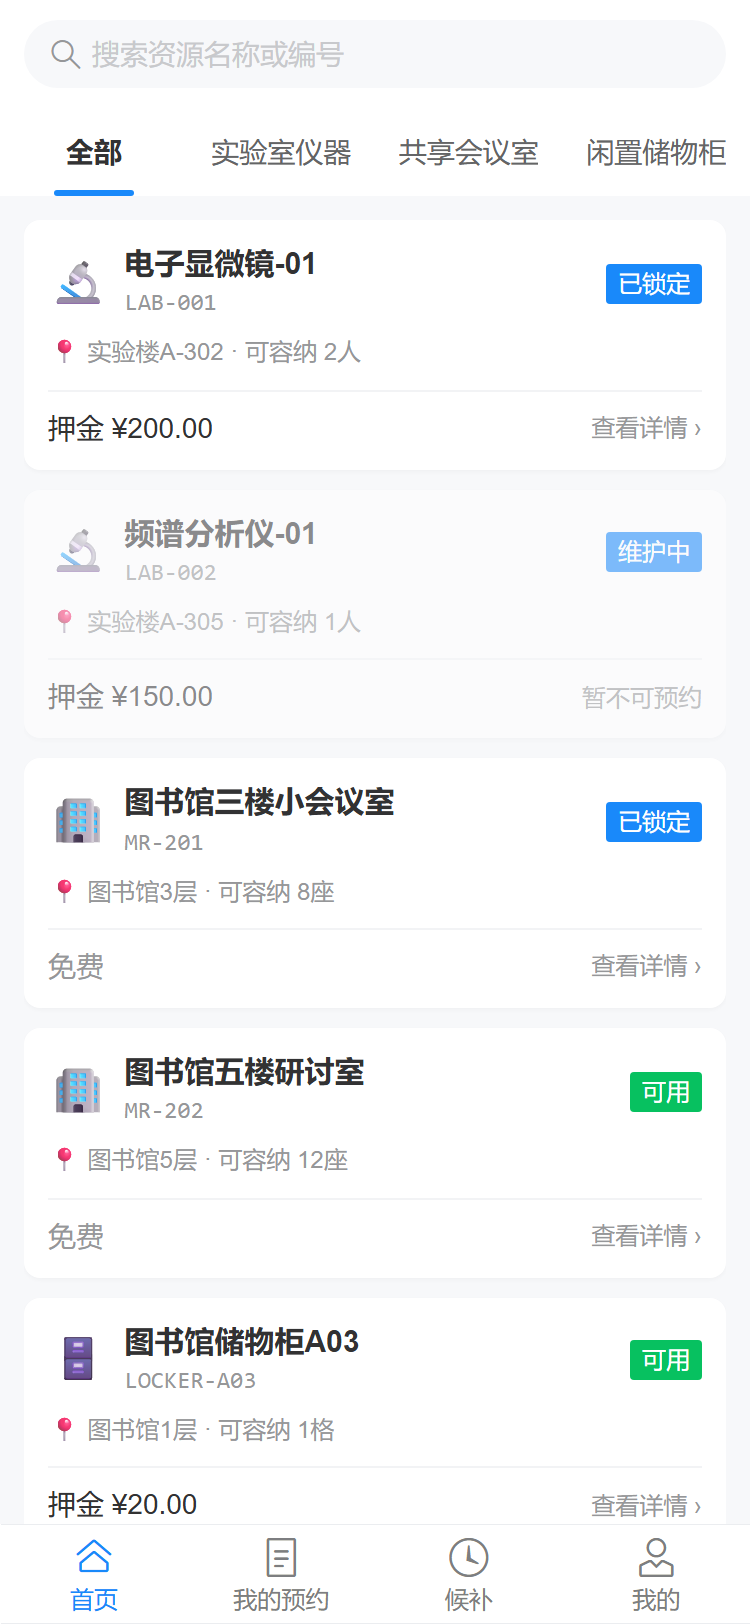 搜索资源名称或编号
全部 实验室仪器 共享会议室 闲置储物柜
电子显微镜-01
LAB-001
已锁定
实验楼A-302 · 可容纳 2人
押金 ¥200.00 查看详情 ›
频谱分析仪-01
LAB-002
维护中
实验楼A-305 · 可容纳 1人
押金 ¥150.00 暂不可预约
图书馆三楼小会议室
MR-201
已锁定
图书馆3层 · 可容纳 8座
免费 查看详情 ›
图书馆五楼研讨室
MR-202
可用
图书馆5层 · 可容纳 12座
免费 查看详情 ›
图书馆储物柜A03
LOCKER-A03
可用
图书馆1层 · 可容纳 1格
押金 ¥20.00 查看详情 ›
首页 我的预约 候补 我的